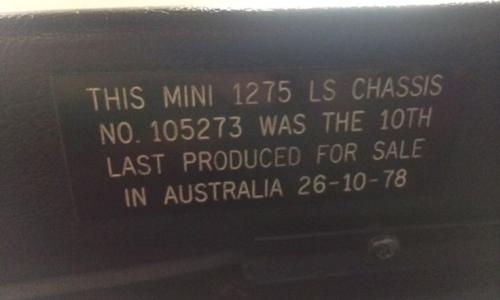 THIS MINI 1275 LS CHASSIS
NO. 105273 WAS THE 10TH
LAST PRODUCED FOR SALE
IN AUSTRALIA 26-10-78